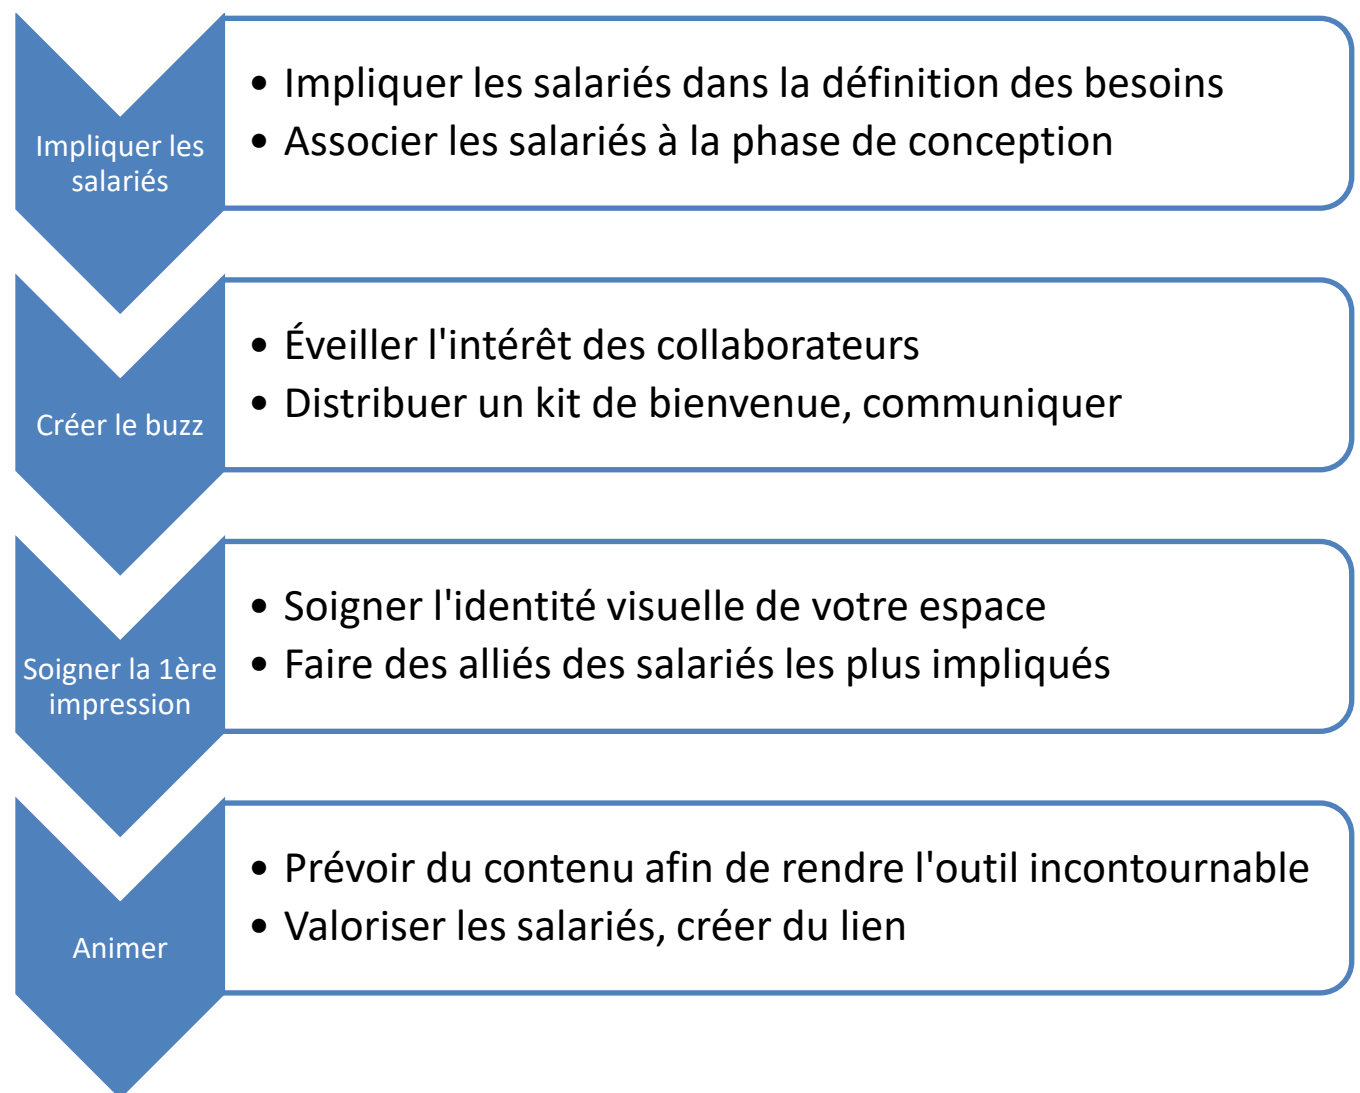 Impliquer les
salariés
• Impliquer les salariés dans la définition des besoins
• Associer les salariés à la phase de conception
Créer le buzz
• Éveiller l'intérêt des collaborateurs
• Distribuer un kit de bienvenue, communiquer
Soigner la 1ère
impression
• Soigner l'identité visuelle de votre espace
• Faire des alliés des salariés les plus impliqués
Animer
• Prévoir du contenu afin de rendre l'outil incontournable
• Valoriser les salariés, créer du lien